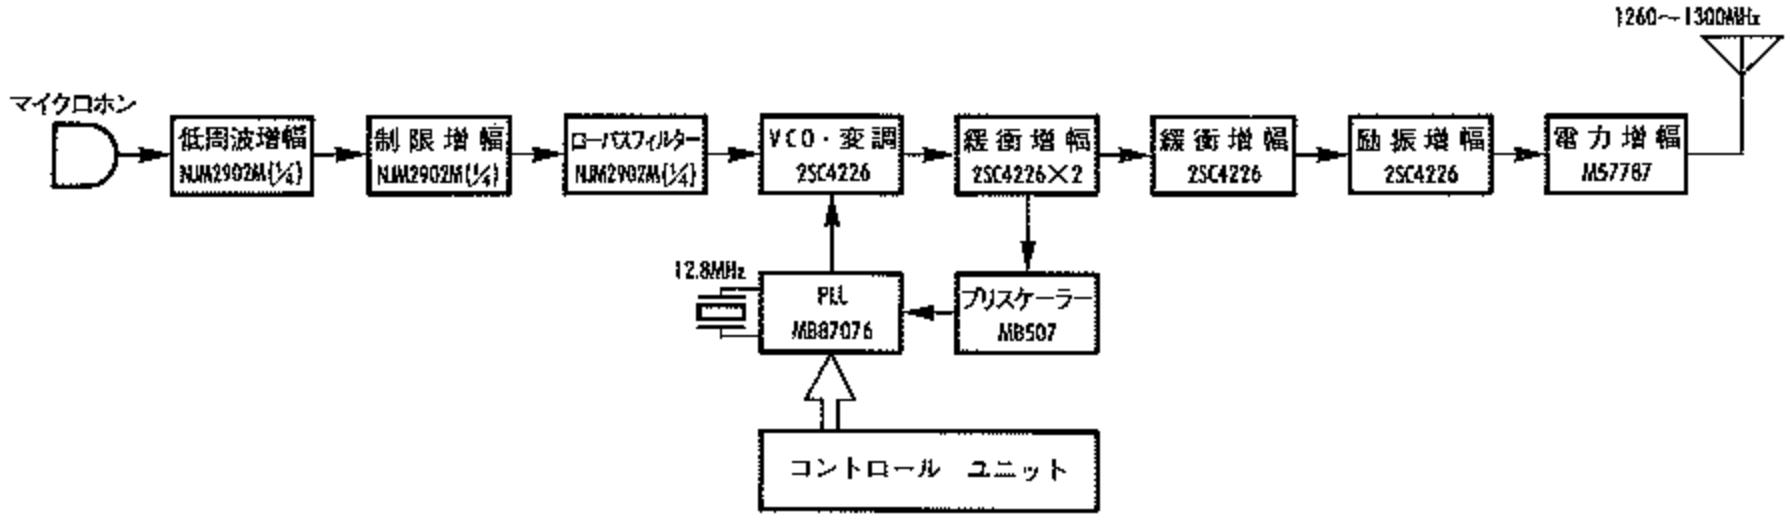 1260〜1300MHz
マイクロホン
低周波増幅
NJM2902M(1/4)
制限増幅
NJM2902M(1/4)
ローパスフィルター
NJM2902M(1/4)
VCO・変調
2SC4226
緩衝増幅
2SC4226×2
緩衝増幅
2SC4226
励振増幅
2SC4226
電力増幅
M57787
12.8MHz
PLL
MB87076
プリスケーラー
MB507
コントロール ユニット